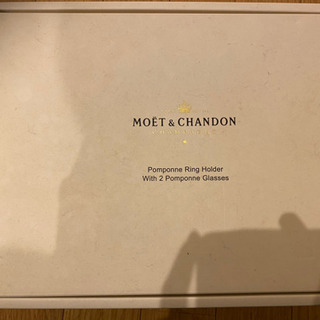 MOËT & CHANDON
Pomponne Ring Holder
With 2 Pomponne Glasses